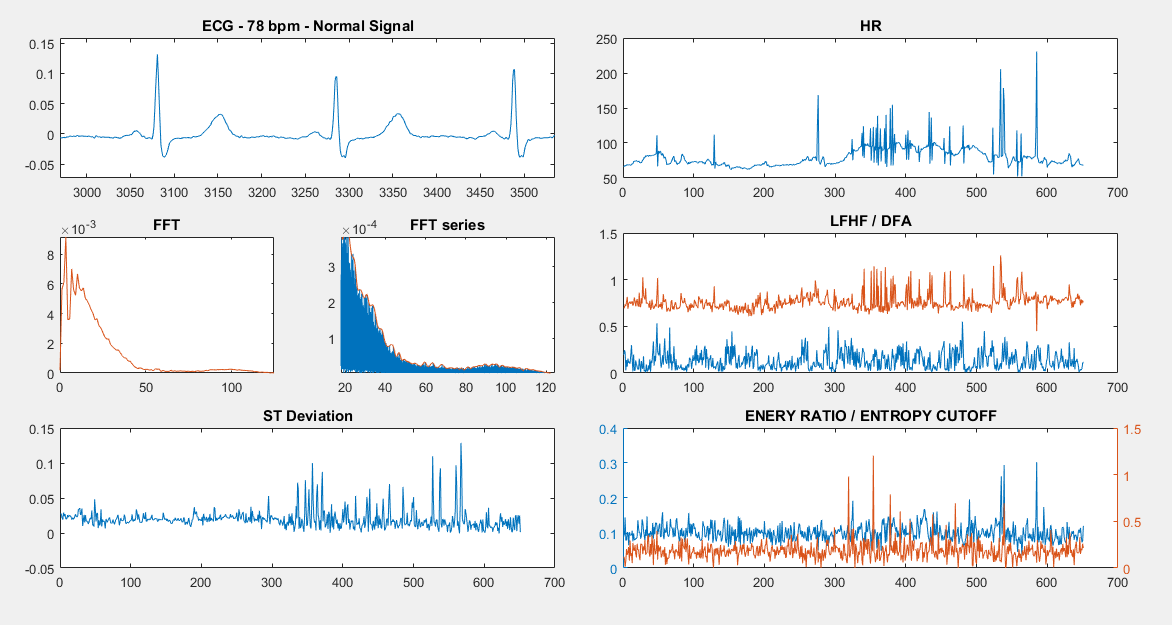 ECG - 78 bpm - Normal Signal
0.15
0.1
0.05
0
-0.05
3000 3050 3100 3150 3200 3250 3300 3350 3400 3450 3500
HR
250
200
150
100
50
0 100 200 300 400 500 600 700
FFT
×10-3
8
6
4
2
0
0 50 100
FFT series
×10-4
3
2
1
20 40 60 80 100 120
LFHF / DFA
1.5
1
0.5
0
0 100 200 300 400 500 600 700
ST Deviation
0.15
0.1
0.05
0
-0.05
0 100 200 300 400 500 600 700
ENERY RATIO / ENTROPY CUTOFF
0.4
0.3
0.2
0.1
0
1.5
1
0.5
0
0 100 200 300 400 500 600 700